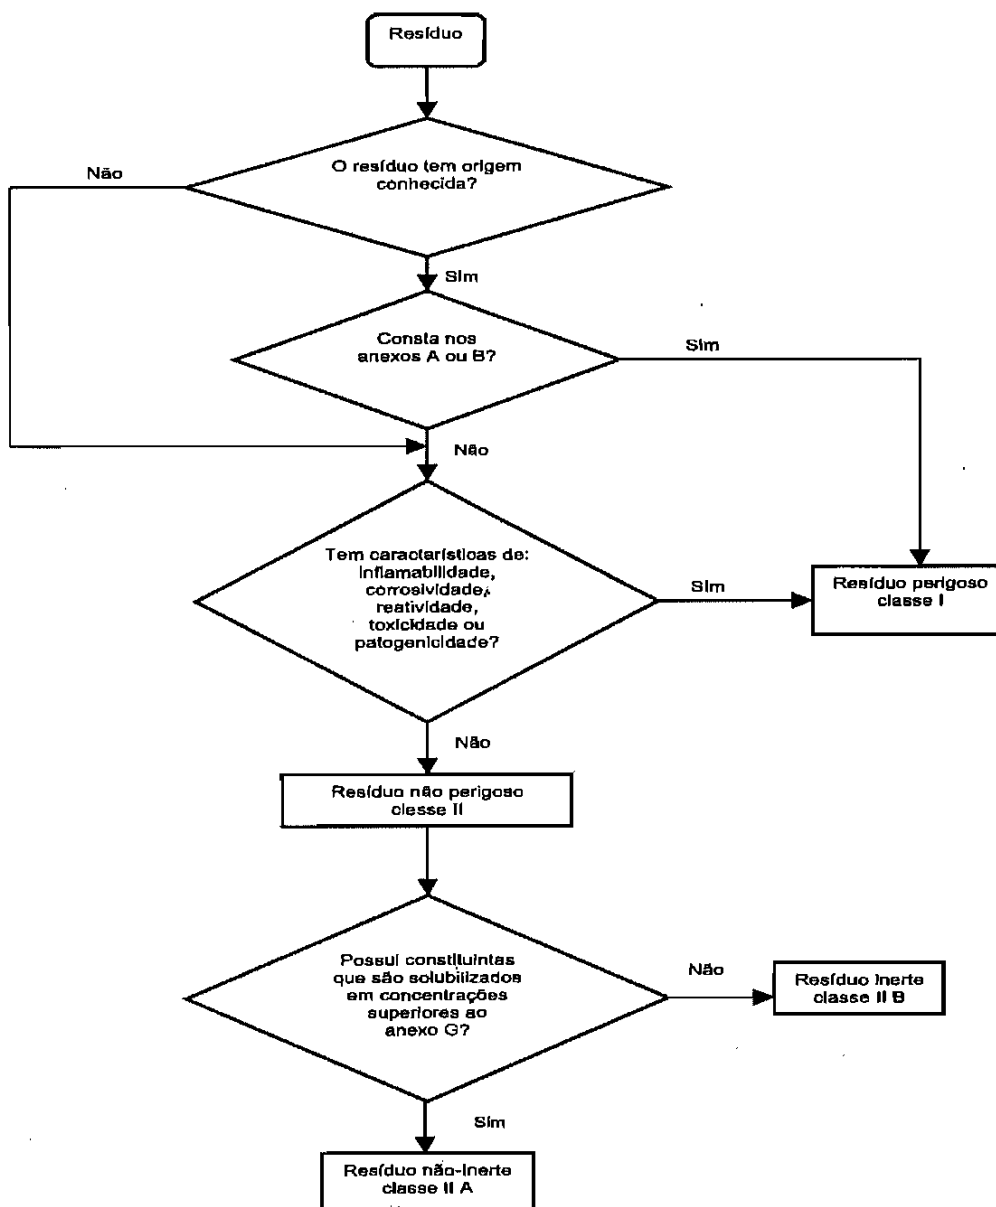 Resíduo
O resíduo tem origem
conhecida?
Não
Sim
Consta nos
anexos A ou B?
Sim
Não
Tem características de:
inflamabilidade,
corrosividade,
reatividade,
toxicidade ou
patogenicidade?
Sim
Resíduo perigoso
classe I
Não
Resíduo não perigoso
classe II
Possui constituintas
que são solubilizados
em concentrações
superiores ao
anexo G?
Não
Resíduo Inerte
classe II B
Sim
Resíduo não-Inerte
classe II A